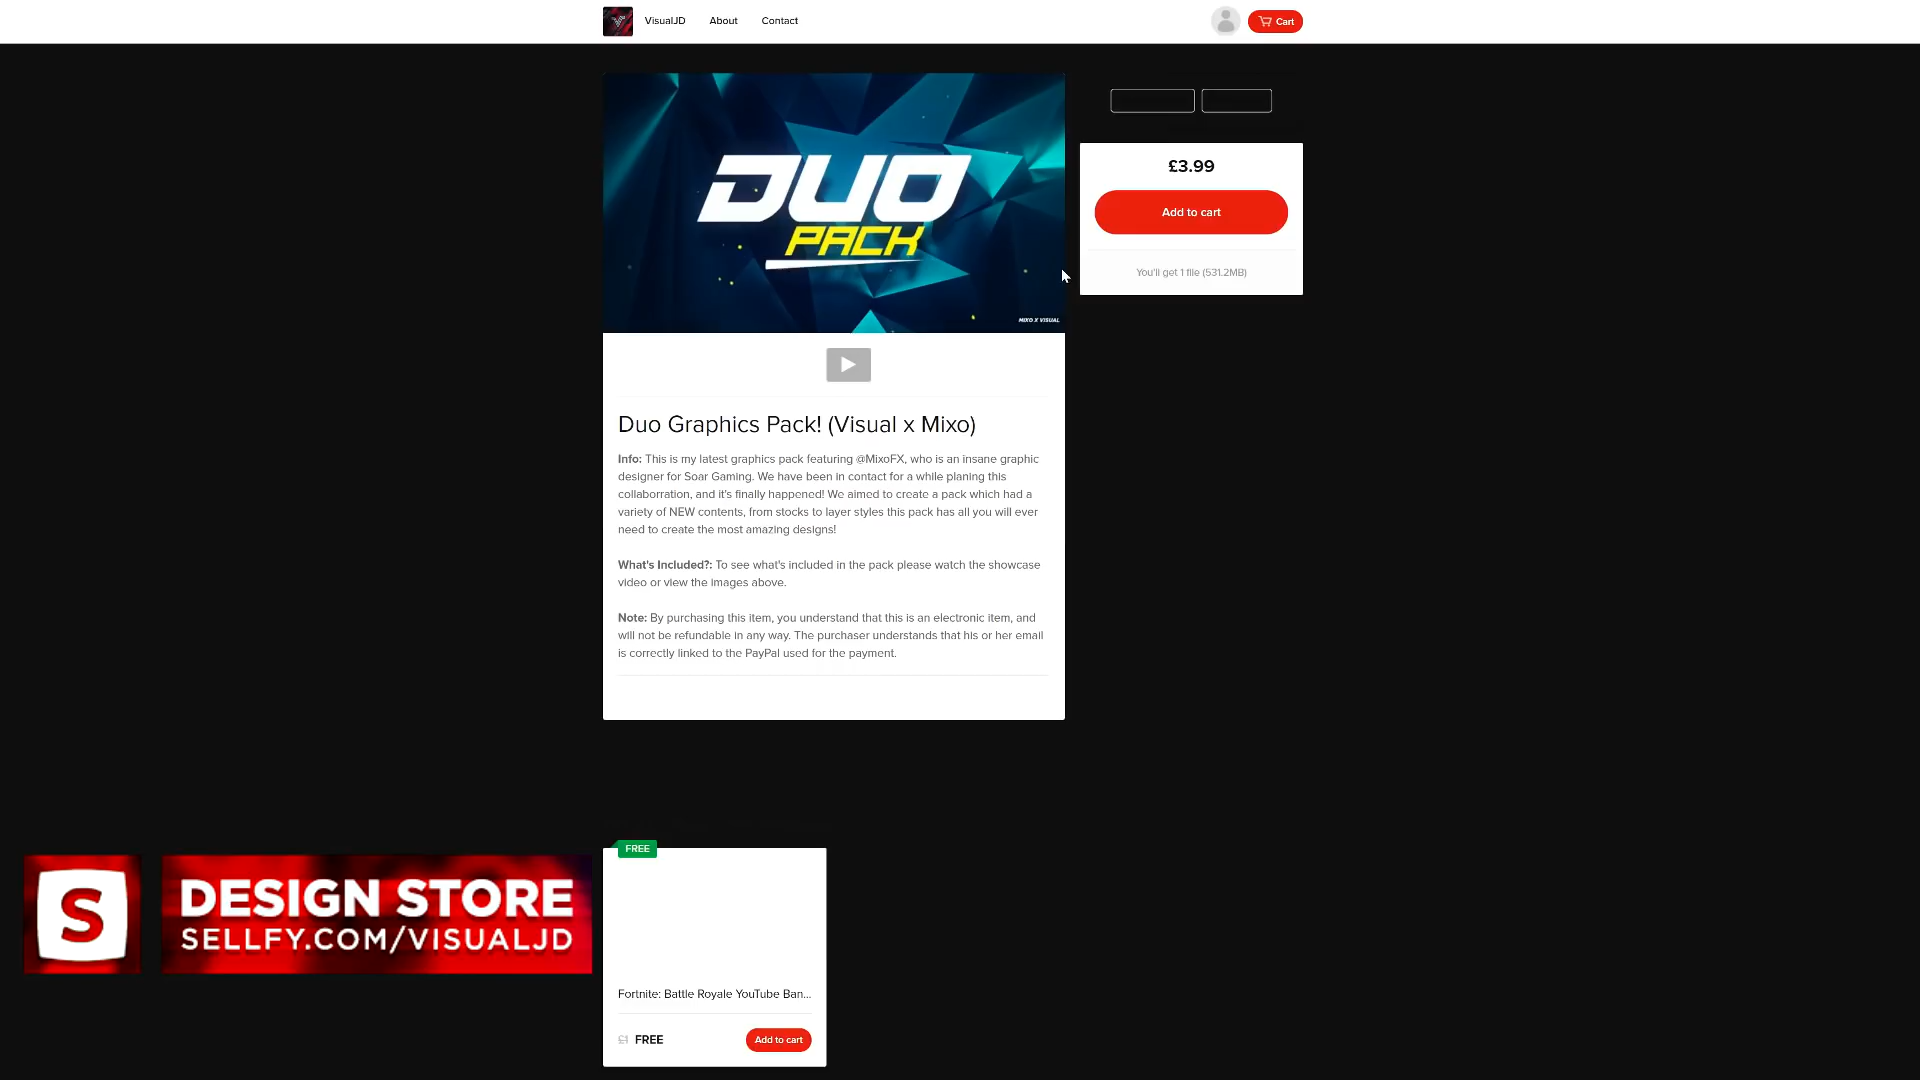 VisualJD About Contact
Cart
DUO
PACK
MIXO X VISUAL
£3.99
Add to cart
You'll get 1 file (531.2MB)
Duo Graphics Pack! (Visual x Mixo)
Info: This is my latest graphics pack featuring @MixoFX, who is an insane graphic
designer for Soar Gaming. We have been in contact for a while planing this
collaborration, and it's finally happened! We aimed to create a pack which had a
variety of NEW contents, from stocks to layer styles this pack has all you will ever
need to create the most amazing designs!
What's Included?: To see what's included in the pack please watch the showcase
video or view the images above.
Note: By purchasing this item, you understand that this is an electronic item, and
will not be refundable in any way. The purchaser understands that his or her email
is correctly linked to the PayPal used for the payment.
S
DESIGN STORE
SELLFY.COM/VISUALJD
FREE
Fortnite: Battle Royale YouTube Ban...
£1 FREE
Add to cart